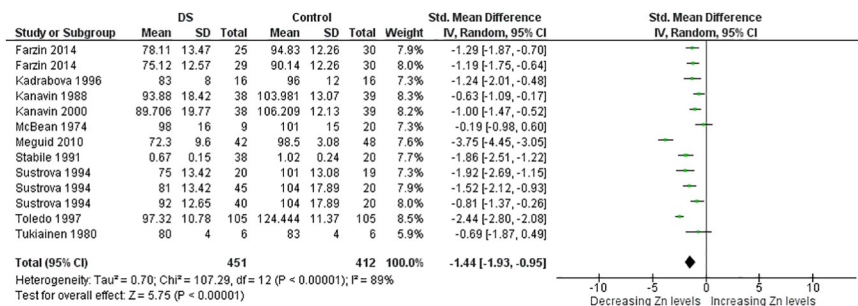 DS Control Std. Mean Difference Std. Mean Difference
Study or Subgroup Mean SD Total Mean SD Total Weight IV, Random, 95% CI IV, Random, 95% CI
Farzin 2014 78.11 13.47 25 94.83 12.26 30 7.9% -1.29 [-1.87, -0.70]
Farzin 2014 75.12 12.57 29 90.14 12.26 30 8.0% -1.19 [-1.75, -0.64]
Kadrabova 1996 83 8 16 96 12 16 7.3% -1.24 [-2.01, -0.48]
Kanavin 1988 93.88 18.42 38 103.981 13.07 39 8.2% -0.63 [-1.09, -0.17]
Kanavin 2000 89.706 19.77 38 106.209 12.13 39 8.2% -1.00 [-1.47, -0.52]
McBean 1974 98 16 9 101 15 20 7.3% -0.19 [-0.98, 0.60]
Meguid 2010 72.3 9.6 42 98.5 3.08 48 7.5% -3.75 [-4.45, -3.05]
Stabile 1991 0.67 0.15 38 1.02 0.24 20 7.7% -1.86 [-2.51, -1.22]
Sustrova 1994 75 13.42 20 101 13.08 19 7.3% -1.92 [-2.69, -1.15]
Sustrova 1994 81 13.42 45 104 17.89 20 7.8% -1.52 [-2.12, -0.93]
Sustrova 1994 92 12.65 40 104 17.89 20 8.0% -0.81 [-1.37, -0.26]
Toledo 1997 97.32 10.78 105 124.444 11.37 105 8.4% -2.44 [-2.80, -2.08]
Tukiainen 1980 80 4 6 83 4 6 5.9% -0.69 [-1.87, 0.49]
Total (95% CI) 451 412 100.0% -1.44 [-1.93, -0.95]
Heterogeneity: Tau² = 0.70; Chi² = 107.29, df = 12 (P < 0.00001); I² = 89%
Test for overall effect: Z = 5.75 (P < 0.00001)
-10 -5 0 5 10
Decreasing Zn levels Increasing Zn levels